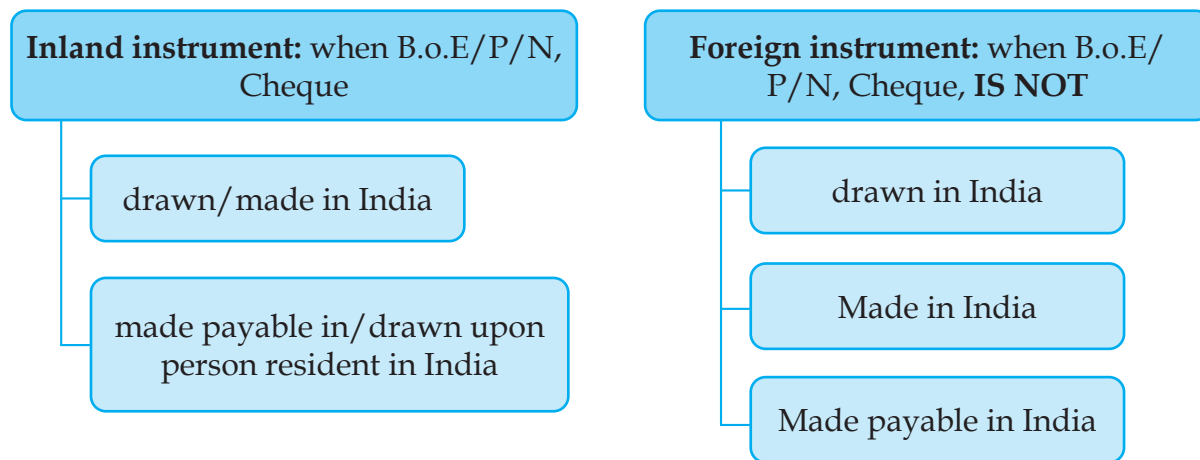 Inland instrument: when B.o.E/P/N,
Cheque
drawn/made in India
made payable in/drawn upon
person resident in India
Foreign instrument: when B.o.E/
P/N, Cheque, IS NOT
drawn in India
Made in India
Made payable in India